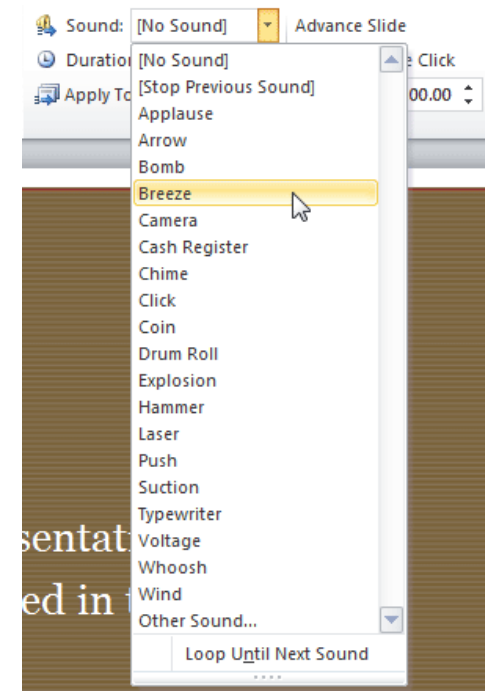 Sound: [No Sound] Advance Slide
Duration [No Sound] Click
Apply To [Stop Previous Sound] 00.00
Applause
Arrow
Bomb
Breeze
Camera
Cash Register
Chime
Click
Coin
Drum Roll
Explosion
Hammer
Laser
Push
Suction
Typewriter
sentat Voltage
Whoosh
ed in Wind
Other Sound...
Loop Until Next Sound